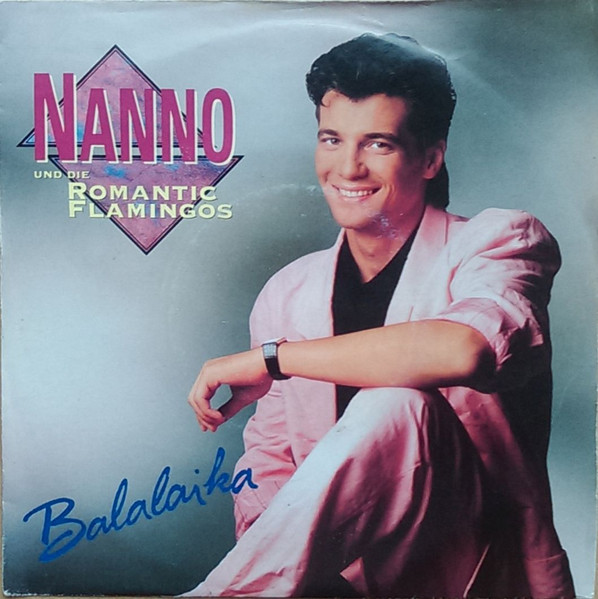 NANNO
UND DIE
ROMANTIC
FLAMINGOS
Balalaika